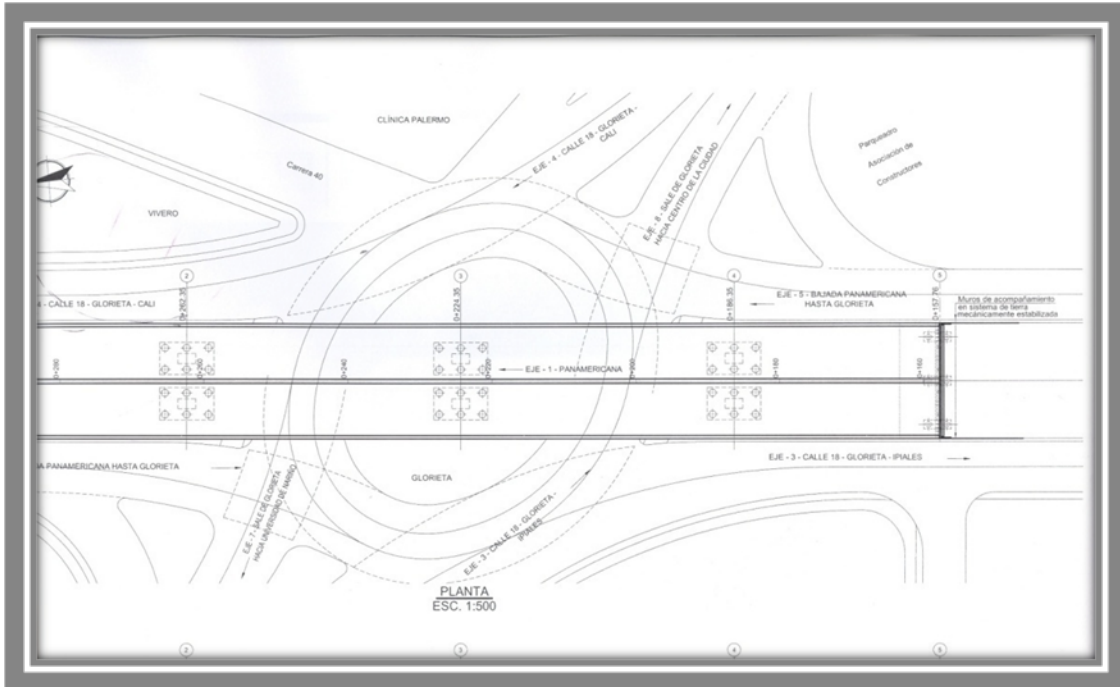 CLÍNICA PALERMO
EJE - 4 - CALLE 18 - GLORIETA -
CALI
Parqueadro
Asociación de
Constructores
Carrera 40
EJE - 8 - SALE DE GLORIETA
HACIA CENTRO DE LA CIUDAD
VIVERO
2
3
4
5
0+262.35
0+224.35
0+186.35
0+157.76
4 - CALLE 18 - GLORIETA - CALI
EJE - 5 - BAJADA PANAMERICANA
HASTA GLORIETA
Muros de acompañamiento
en sistema de tierra
mecánicamente estabilizada
0+280
0+260
0+240
0+220
EJE - 1 - PANAMERICANA
0+200
0+180
0+160
PANAMERICANA HASTA GLORIETA
GLORIETA
EJE - 3 - CALLE 18 - GLORIETA - IPIALES
EJE - 7 - SALE DE GLORIETA
HACIA UNIVERSIDAD DE NARIÑO
EJE - 3 - CALLE 18 - GLORIETA -
IPIALES
PLANTA
ESC. 1:500
2
3
4
5